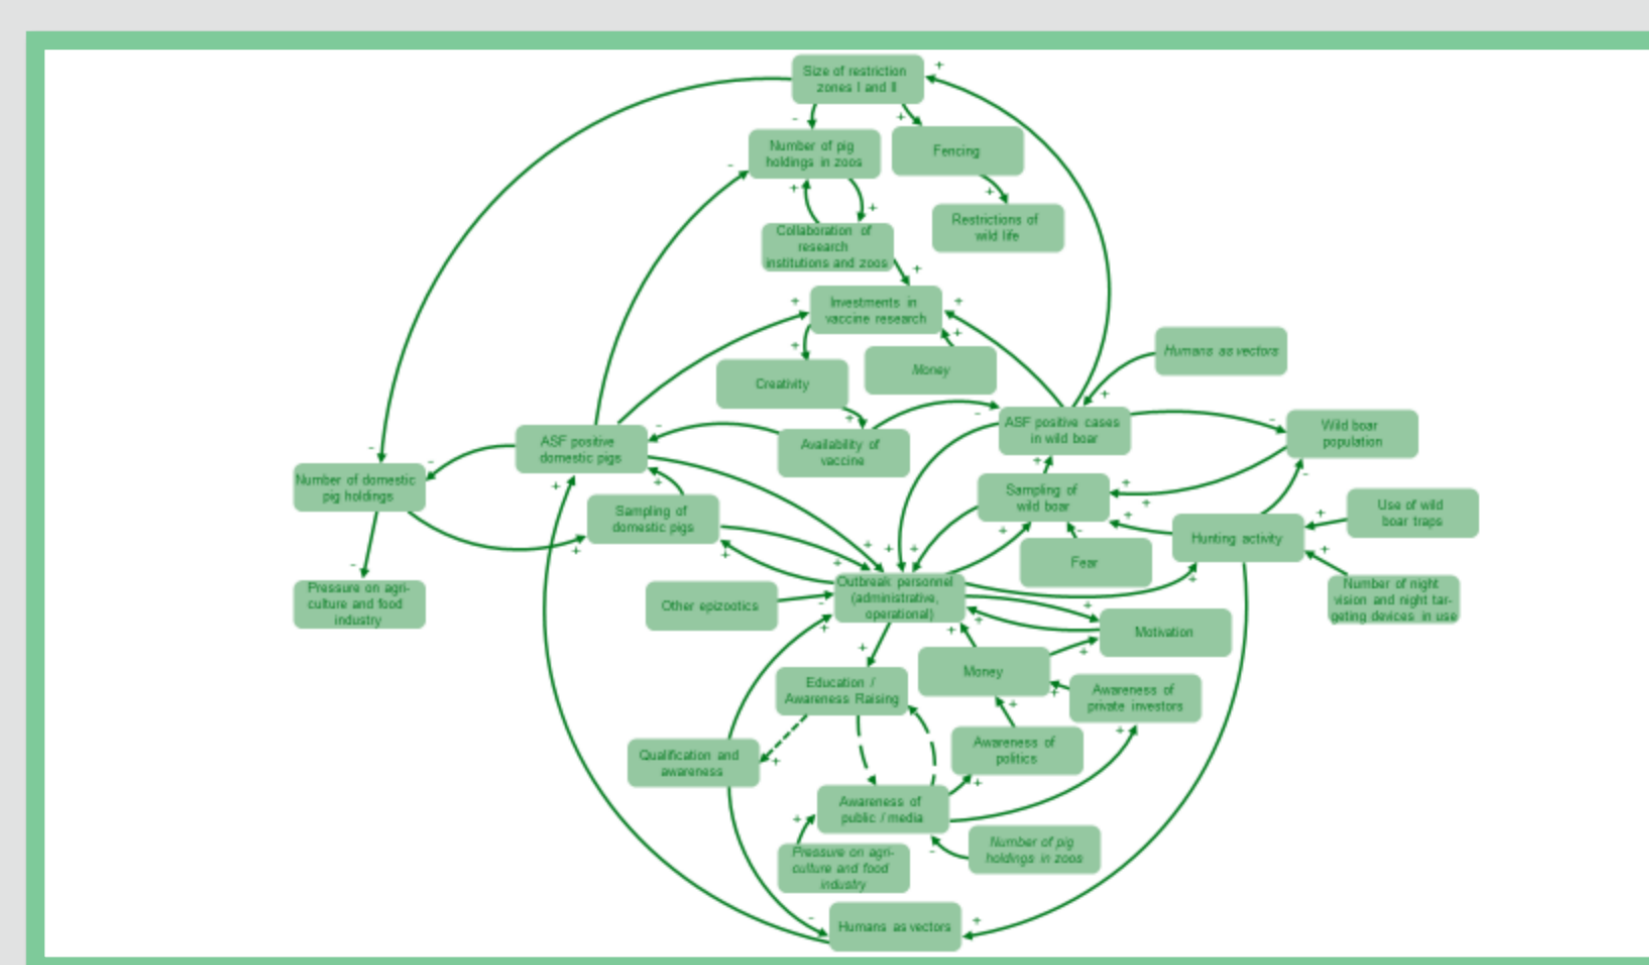 Size of restriction
zones I and II
Number of pig
holdings in zoos
Fencing
Restrictions of
wild life
Collaboration of
research
institutions and zoos
Investments in
vaccine research
Humans as vectors
Creativity
Money
ASF positive
domestic pigs
Availability of
vaccine
ASF positive cases
in wild boar
Wild boar
population
Number of domestic
pig holdings
Sampling of
domestic pigs
Sampling of
wild boar
Use of wild
boar traps
Hunting activity
Fear
Pressure on agri-
culture and food
industry
Other epizootics
Outbreak personnel
(administrative,
operational)
Number of night
vision and night tar-
geting devices in use
Motivation
Education /
Awareness Raising
Money
Awareness of
private investors
Qualification and
awareness
Awareness of
politics
Awareness of
public / media
Number of pig
holdings in zoos
Pressure on agri-
culture and food
industry
Humans as vectors